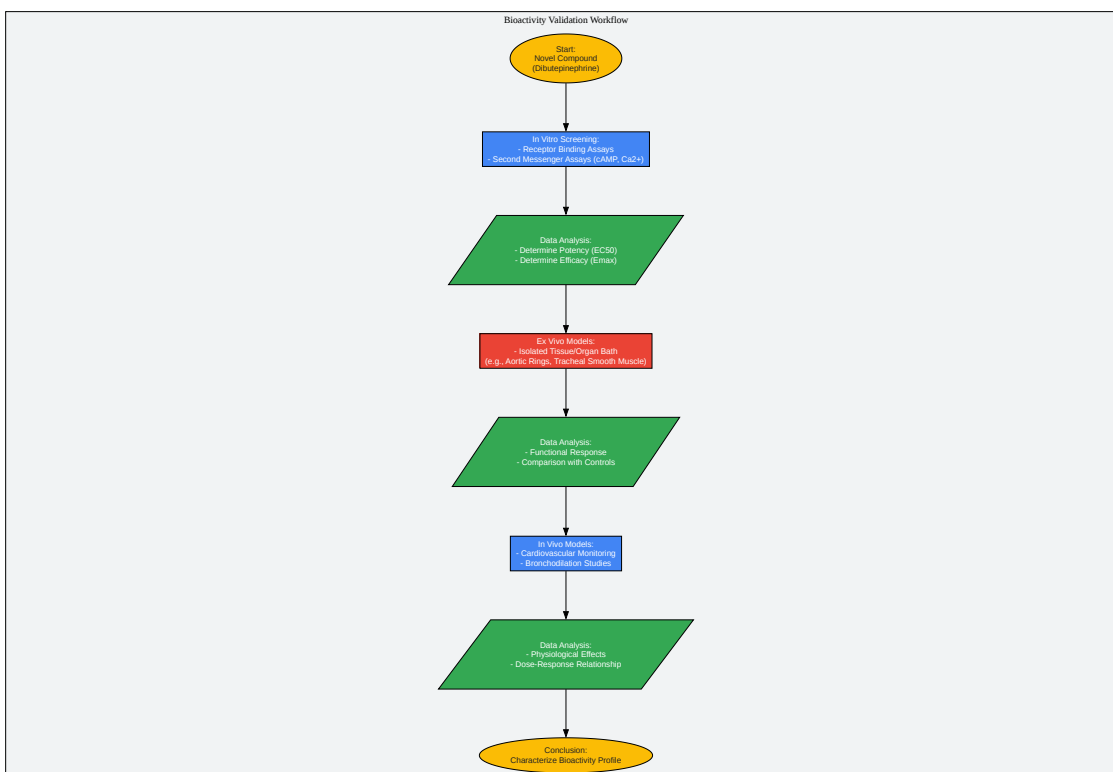 Bioactivity Validation Workflow
Start:
Novel Compound
(Dibutepinephrine)
In Vitro Screening:
- Receptor Binding Assays
- Second Messenger Assays (cAMP, Ca2+)
Data Analysis:
- Determine Potency (EC50)
- Determine Efficacy (Emax)
Ex Vivo Models:
- Isolated Tissue/Organ Bath
(e.g., Aortic Rings, Tracheal Smooth Muscle)
Data Analysis:
- Functional Response
- Comparison with Controls
In Vivo Models:
- Cardiovascular Monitoring
- Bronchodilation Studies
Data Analysis:
- Physiological Effects
- Dose-Response Relationship
Conclusion:
Characterize Bioactivity Profile